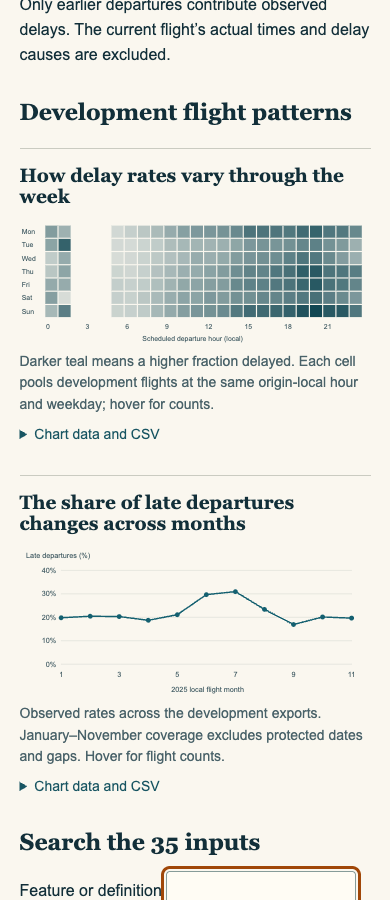 Only earlier departures contribute observed
delays. The current flight’s actual times and delay
causes are excluded.
Development flight patterns
How delay rates vary through the
week
Mon
Tue
Wed
Thu
Fri
Sat
Sun
0 3 6 9 12 15 18 21
Scheduled departure hour (local)
Darker teal means a higher fraction delayed. Each cell
pools development flights at the same origin-local hour
and weekday; hover for counts.
Chart data and CSV
The share of late departures
changes across months
Late departures (%)
40%
30%
20%
10%
0%
1 3 5 7 9 11
2025 local flight month
Observed rates across the development exports.
January–November coverage excludes protected dates
and gaps. Hover for flight counts.
Chart data and CSV
Search the 35 inputs
Feature or definition